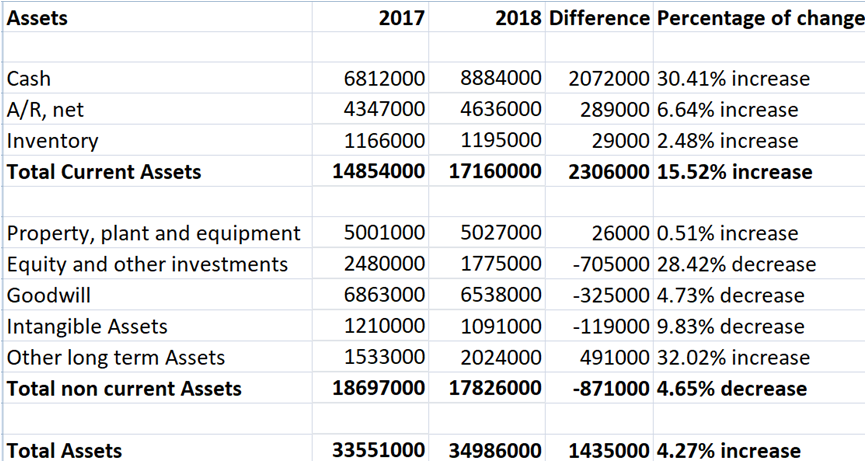 Assets 2017 2018 Difference Percentage of change
Cash 6812000 8884000 2072000 30.41% increase
A/R, net 4347000 4636000 289000 6.64% increase
Inventory 1166000 1195000 29000 2.48% increase
Total Current Assets 14854000 17160000 2306000 15.52% increase
Property, plant and equipment 5001000 5027000 26000 0.51% increase
Equity and other investments 2480000 1775000 -705000 28.42% decrease
Goodwill 6863000 6538000 -325000 4.73% decrease
Intangible Assets 1210000 1091000 -119000 9.83% decrease
Other long term Assets 1533000 2024000 491000 32.02% increase
Total non current Assets 18697000 17826000 -871000 4.65% decrease
Total Assets 33551000 34986000 1435000 4.27% increase